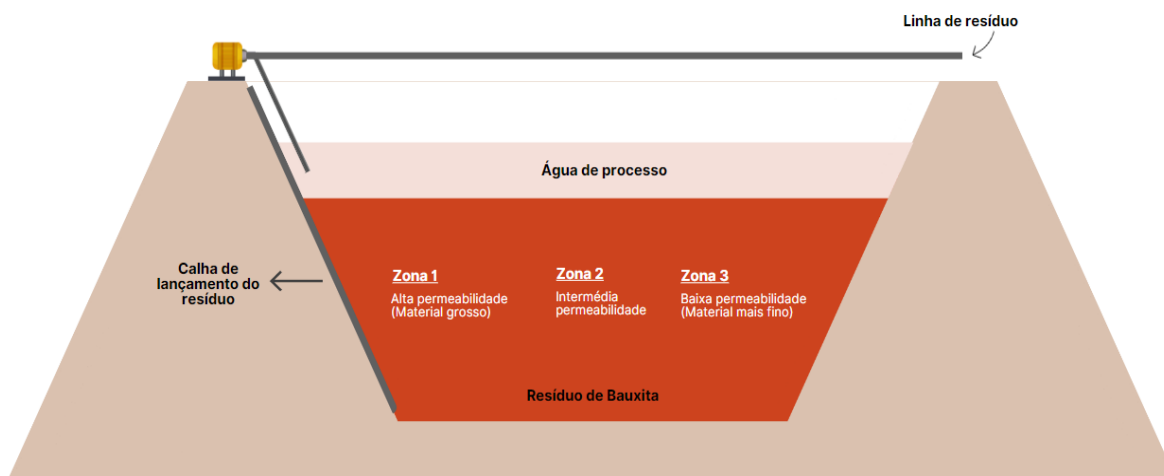 Linha de resíduo
Água de processo
Calha de
lançamento do
resíduo
Zona 1
Alta permeabilidade
(Material grosso)
Zona 2
Intermédia
permeabilidade
Zona 3
Baixa permeabilidade
(Material mais fino)
Resíduo de Bauxita